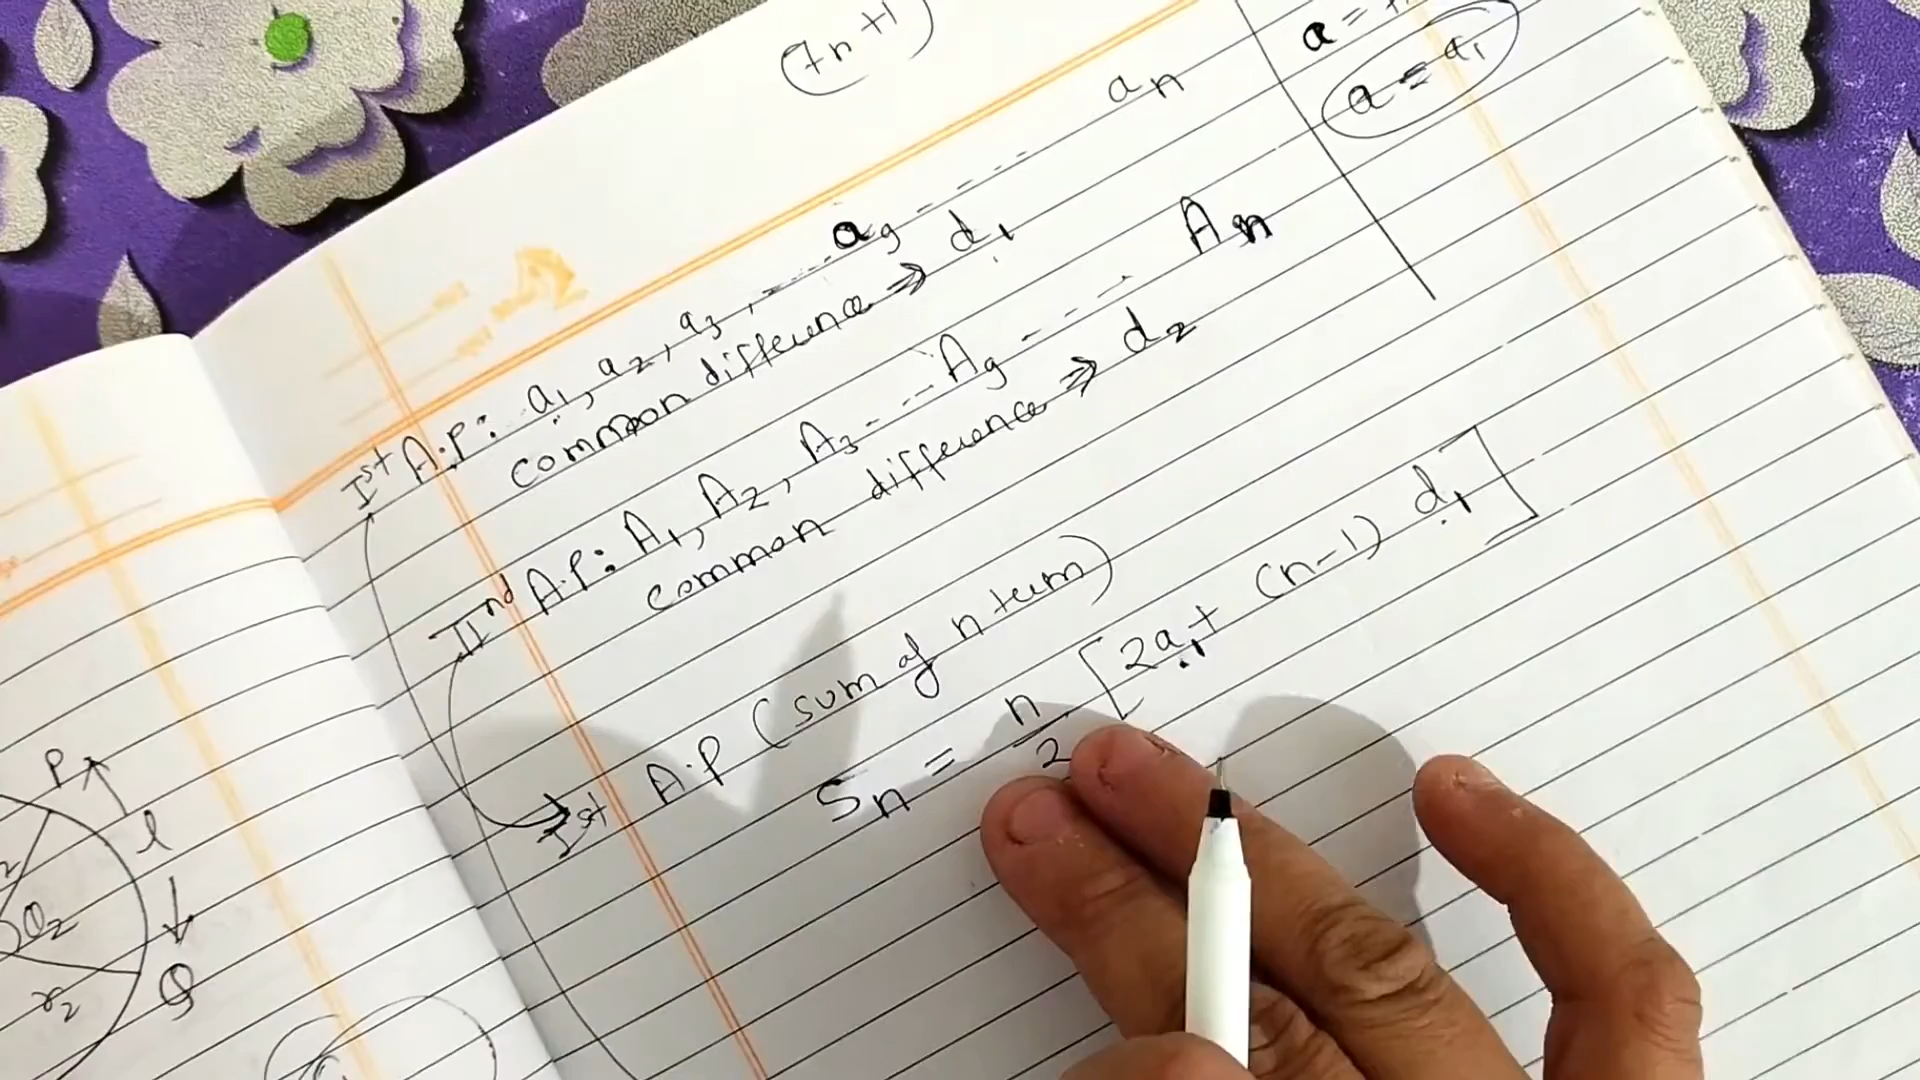 (7n+1)
a = a₁
Iˢᵗ A.P: a₁, a₂, a₃, --- a₉ ---- aₙ
common difference ⇒ d₁
IIⁿᵈ A.P: A₁, A₂, A₃ - - -- A₉ ---- Aₙ
common difference ⇒ d₂
Iˢᵗ A.P (sum of n term)
Sₙ = n/2 [2a₁ + (n-1) d₁]
P
l
θ₂
r₂
Q